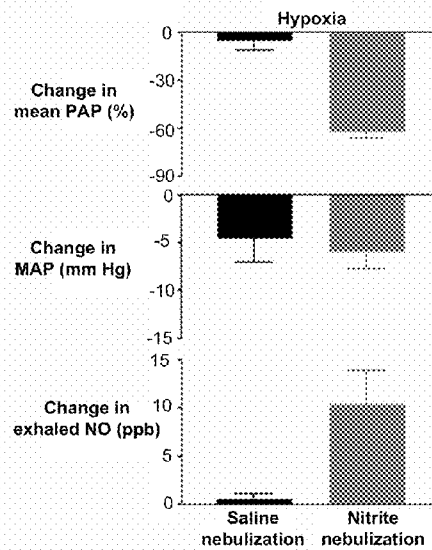 Hypoxia
0
-30
-60
-90
Change in
mean PAP (%)
0
-5
-10
-15
Change in
MAP (mm Hg)
15
10
5
0
Change in
exhaled NO (ppb)
Saline
nebulization
Nitrite
nebulization